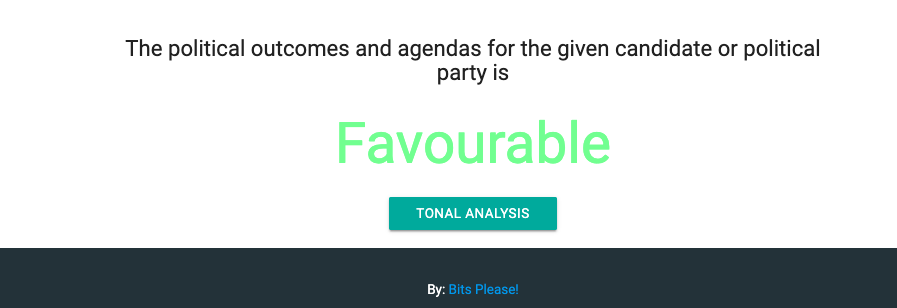 The political outcomes and agendas for the given candidate or political
party is
Favourable
TONAL ANALYSIS
By: Bits Please!